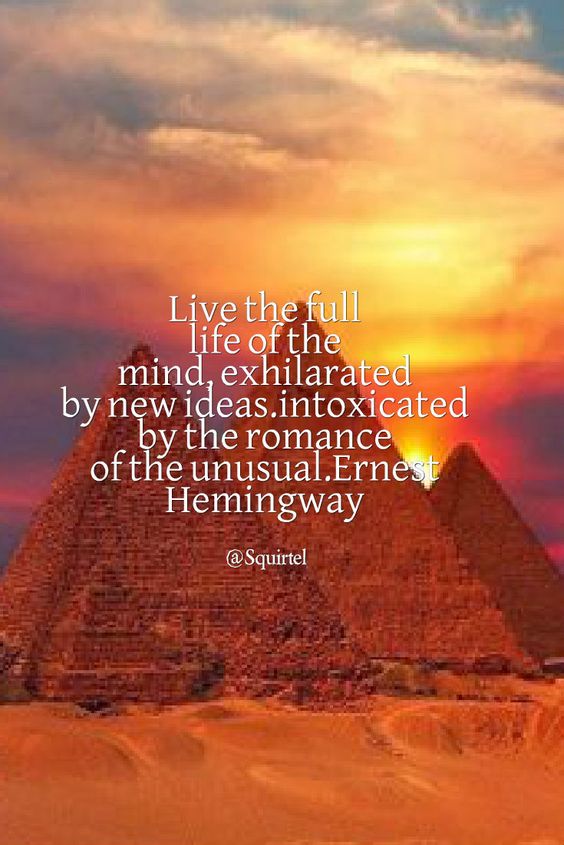 Live the full
life of the
mind, exhilarated
by new ideas.intoxicated
by the romance
of the unusual.Ernest
Hemingway
@Squirtel